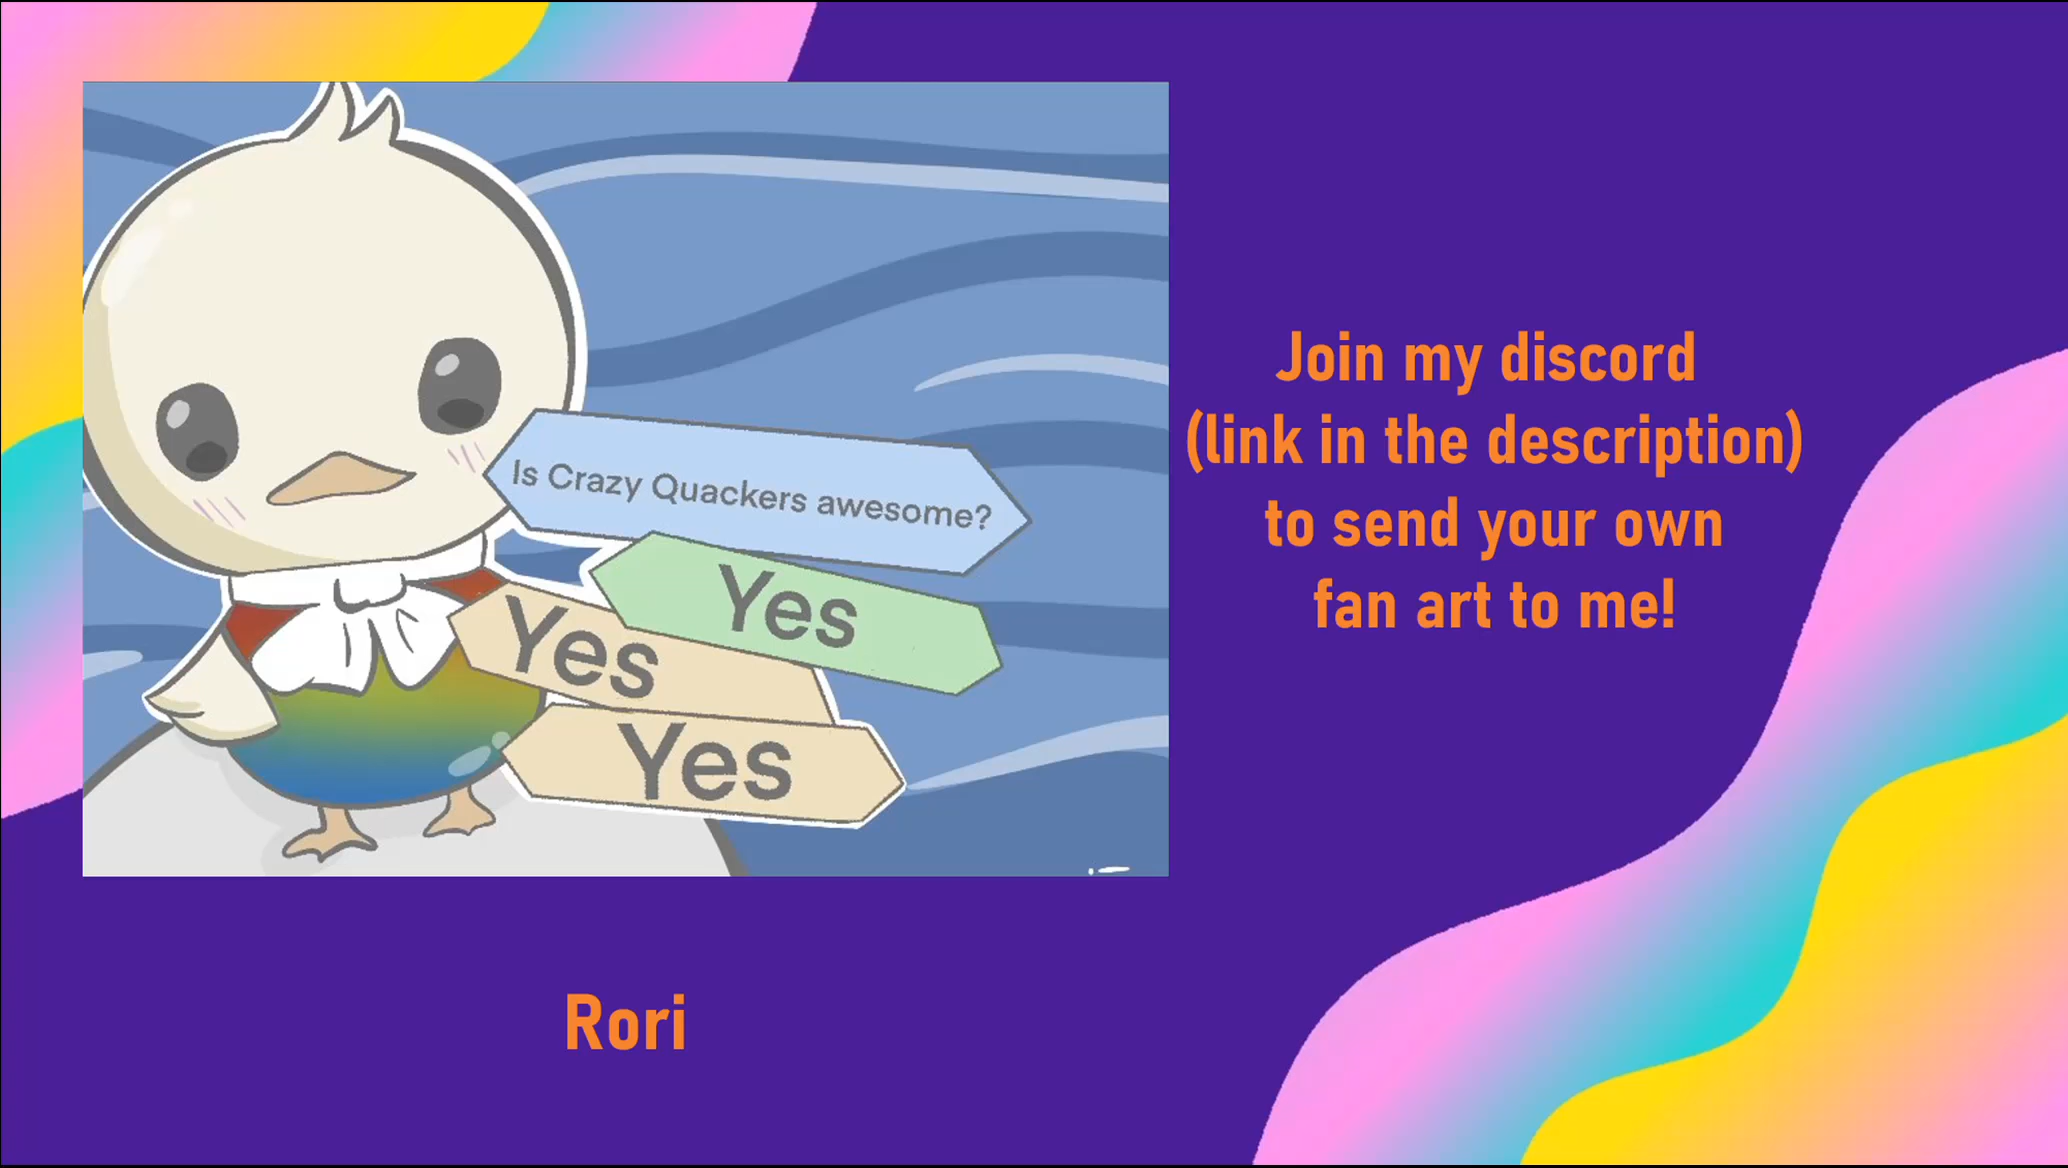 Is Crazy Quackers awesome?
Yes
Yes
Yes
Join my discord
(link in the description)
to send your own
fan art to me!
Rori